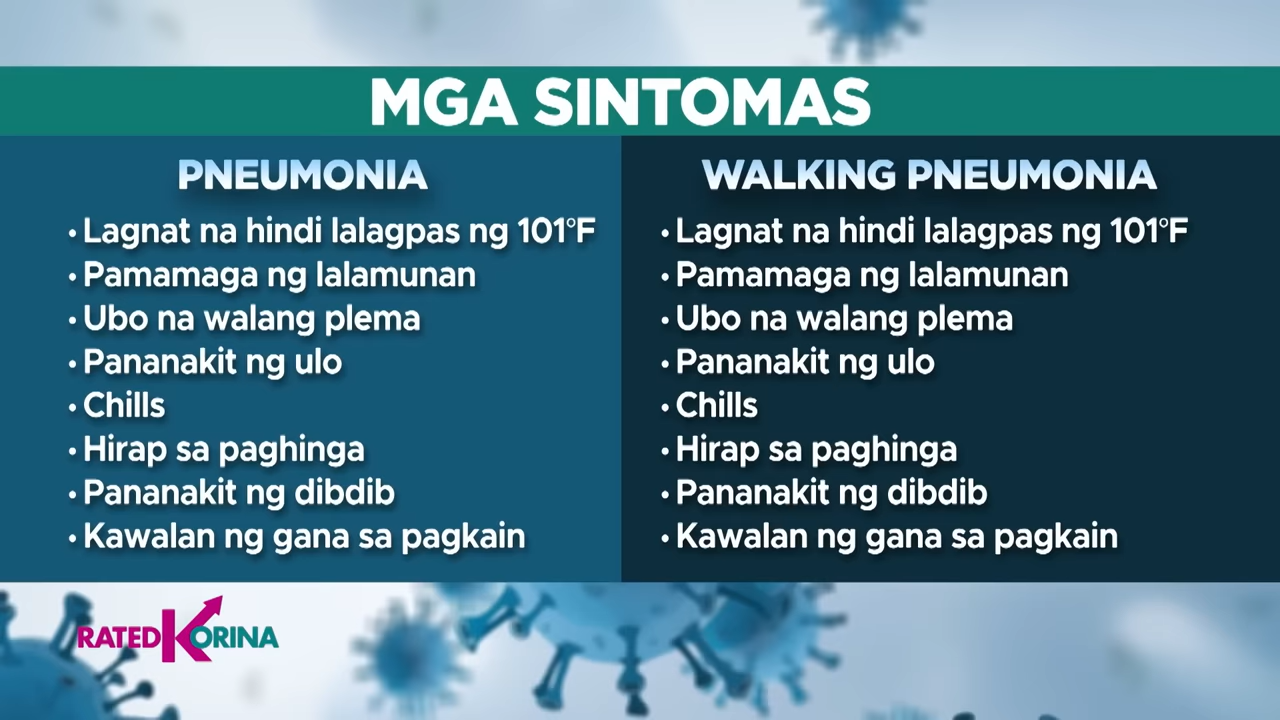 MGA SINTOMAS
PNEUMONIA
• Lagnat na hindi lalagpas ng 101°F
• Pamamaga ng lalamunan
• Ubo na walang plema
• Pananakit ng ulo
• Chills
• Hirap sa paghinga
• Pananakit ng dibdib
• Kawalan ng gana sa pagkain
WALKING PNEUMONIA
• Lagnat na hindi lalagpas ng 101°F
• Pamamaga ng lalamunan
• Ubo na walang plema
• Pananakit ng ulo
• Chills
• Hirap sa paghinga
• Pananakit ng dibdib
• Kawalan ng gana sa pagkain
RATED KORINA